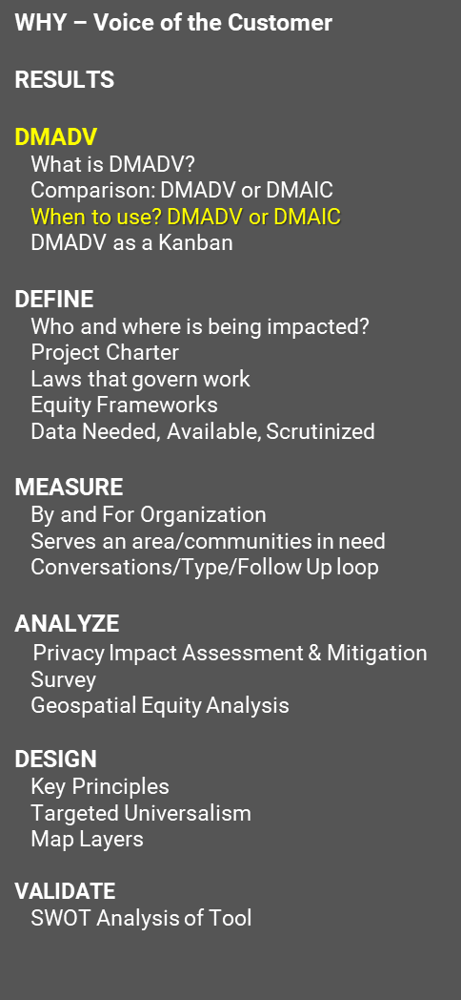 WHY – Voice of the Customer
RESULTS
DMADV
What is DMADV?
Comparison: DMADV or DMAIC
When to use? DMADV or DMAIC
DMADV as a Kanban
DEFINE
Who and where is being impacted?
Project Charter
Laws that govern work
Equity Frameworks
Data Needed, Available, Scrutinized
MEASURE
By and For Organization
Serves an area/communities in need
Conversations/Type/Follow Up loop
ANALYZE
Privacy Impact Assessment & Mitigation
Survey
Geospatial Equity Analysis
DESIGN
Key Principles
Targeted Universalism
Map Layers
VALIDATE
SWOT Analysis of Tool